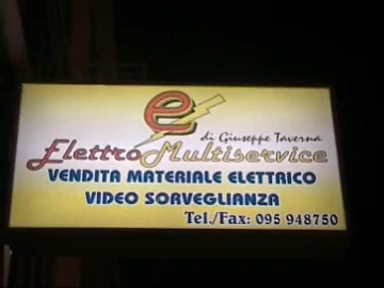 e
di Giuseppe Taverna
Elettro Multiservice
VENDITA MATERIALE ELETTRICO
VIDEO SORVEGLIANZA
Tel./Fax: 095 948750